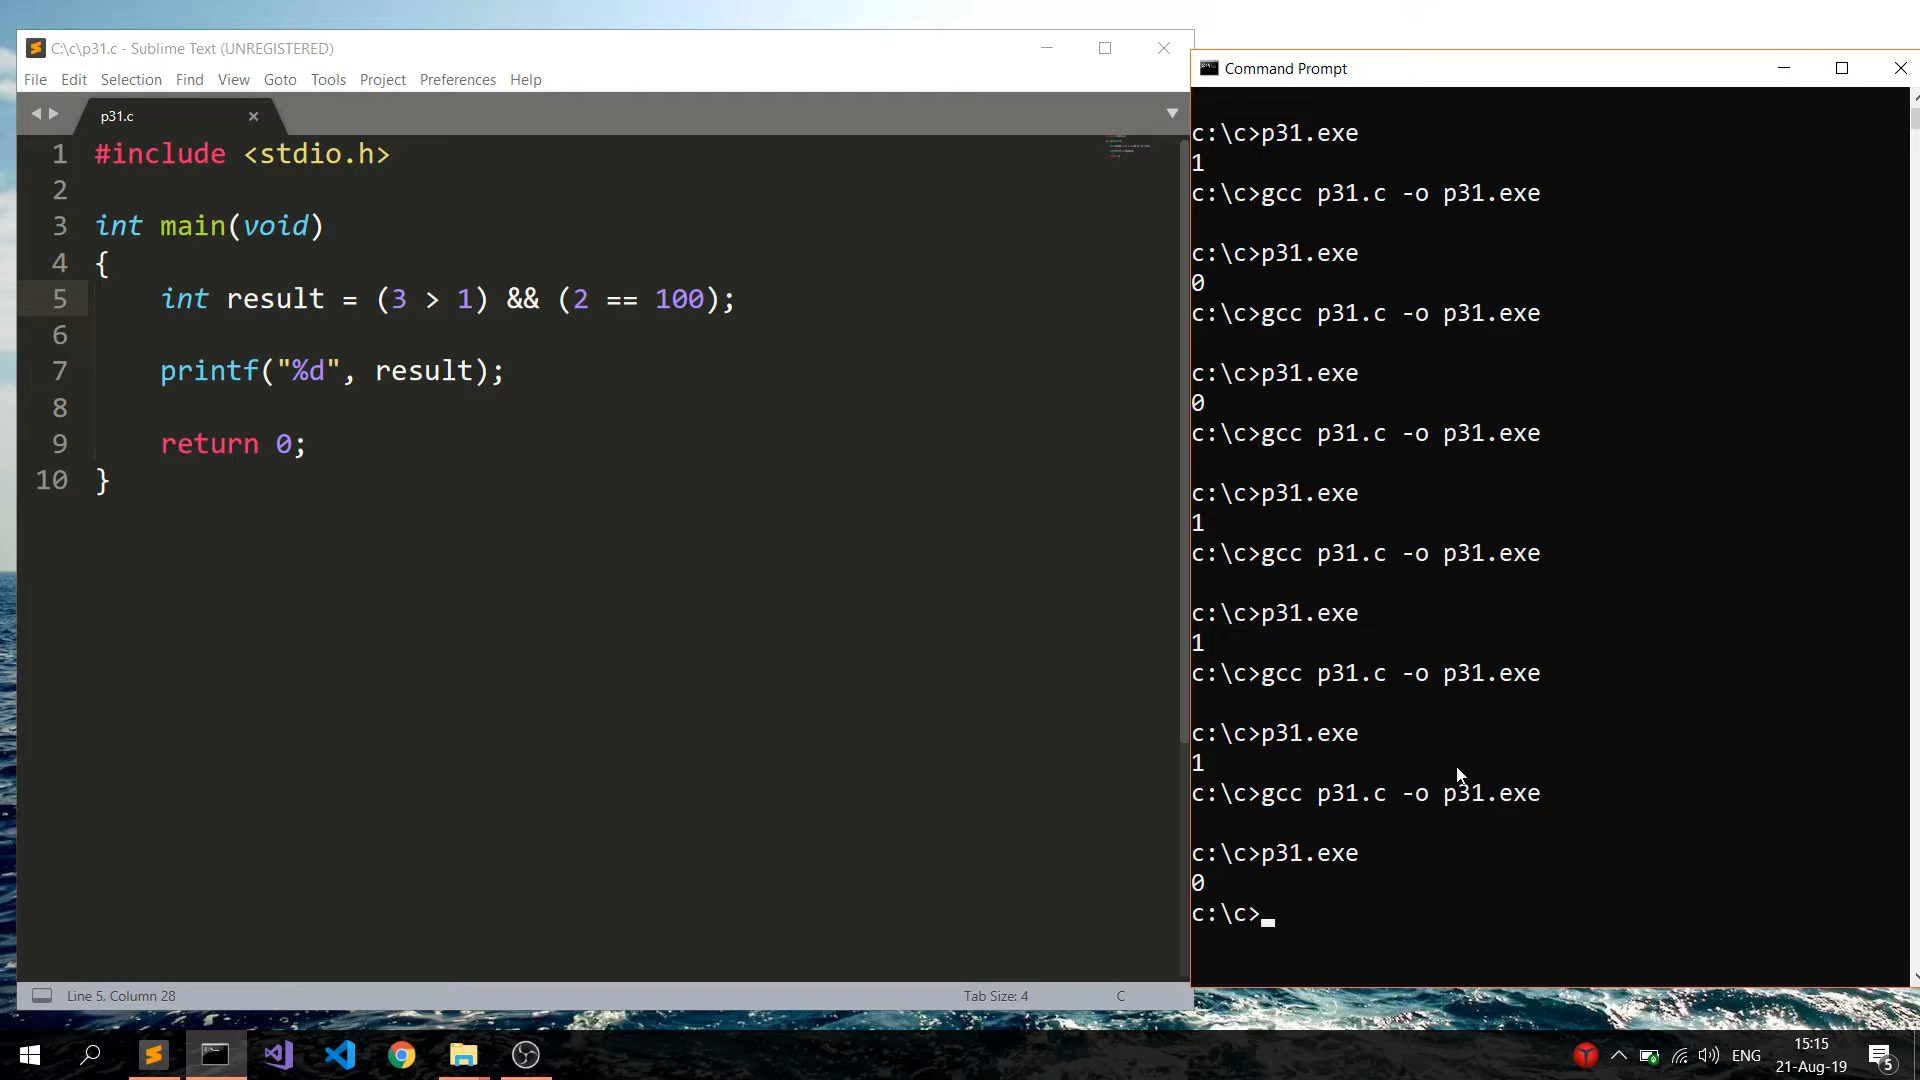 C:\c\p31.c - Sublime Text (UNREGISTERED)
File Edit Selection Find View Goto Tools Project Preferences Help
p31.c
1 #include <stdio.h>
2
3 int main(void)
4 {
5 int result = (3 > 1) && (2 == 100);
6
7 printf("%d", result);
8
9 return 0;
10 }
Line 5, Column 28
Tab Size: 4
C
Command Prompt
c:\c>p31.exe
1
c:\c>gcc p31.c -o p31.exe
c:\c>p31.exe
0
c:\c>gcc p31.c -o p31.exe
c:\c>p31.exe
0
c:\c>gcc p31.c -o p31.exe
c:\c>p31.exe
1
c:\c>gcc p31.c -o p31.exe
c:\c>p31.exe
1
c:\c>gcc p31.c -o p31.exe
c:\c>p31.exe
1
c:\c>gcc p31.c -o p31.exe
c:\c>p31.exe
0
c:\c>
ENG
15:15
21-Aug-19
5